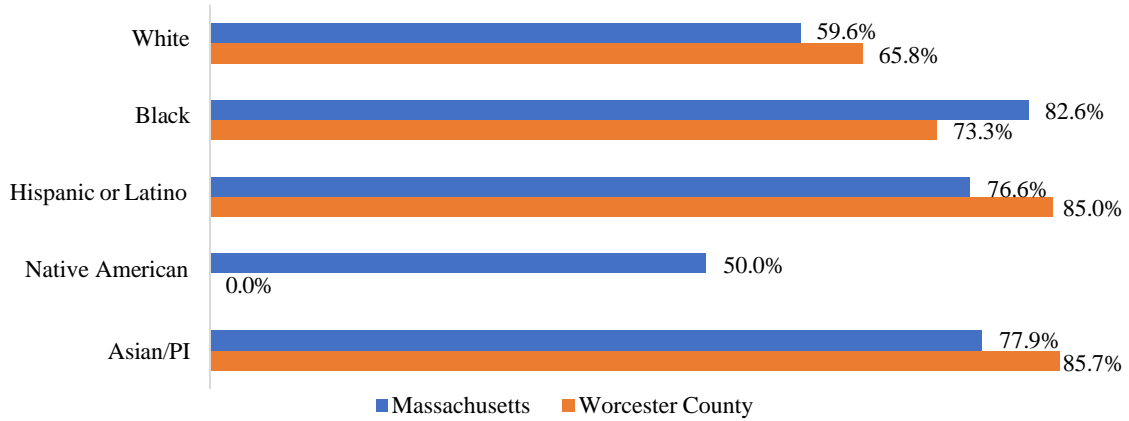 White
59.6%
65.8%
Black
82.6%
73.3%
Hispanic or Latino
76.6%
85.0%
Native American
50.0%
0.0%
Asian/PI
77.9%
85.7%
Massachusetts
Worcester County